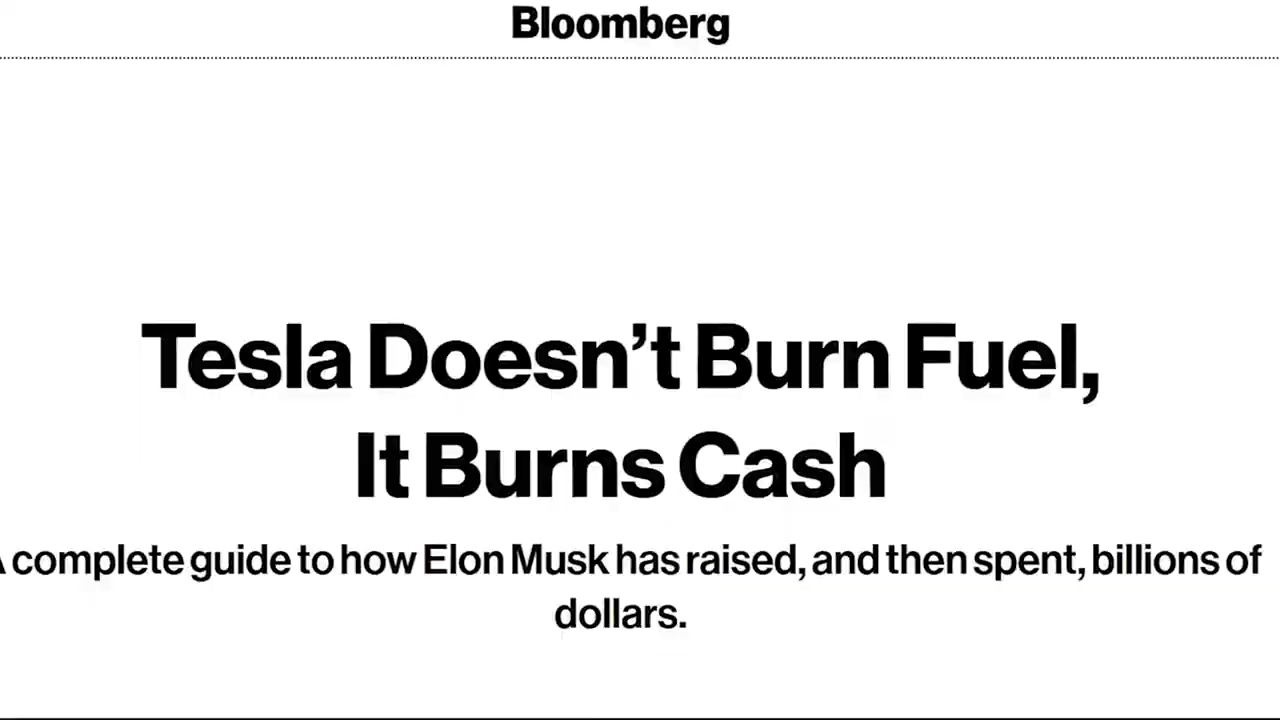 Bloomberg
Tesla Doesn’t Burn Fuel,
It Burns Cash
A complete guide to how Elon Musk has raised, and then spent, billions of
dollars.